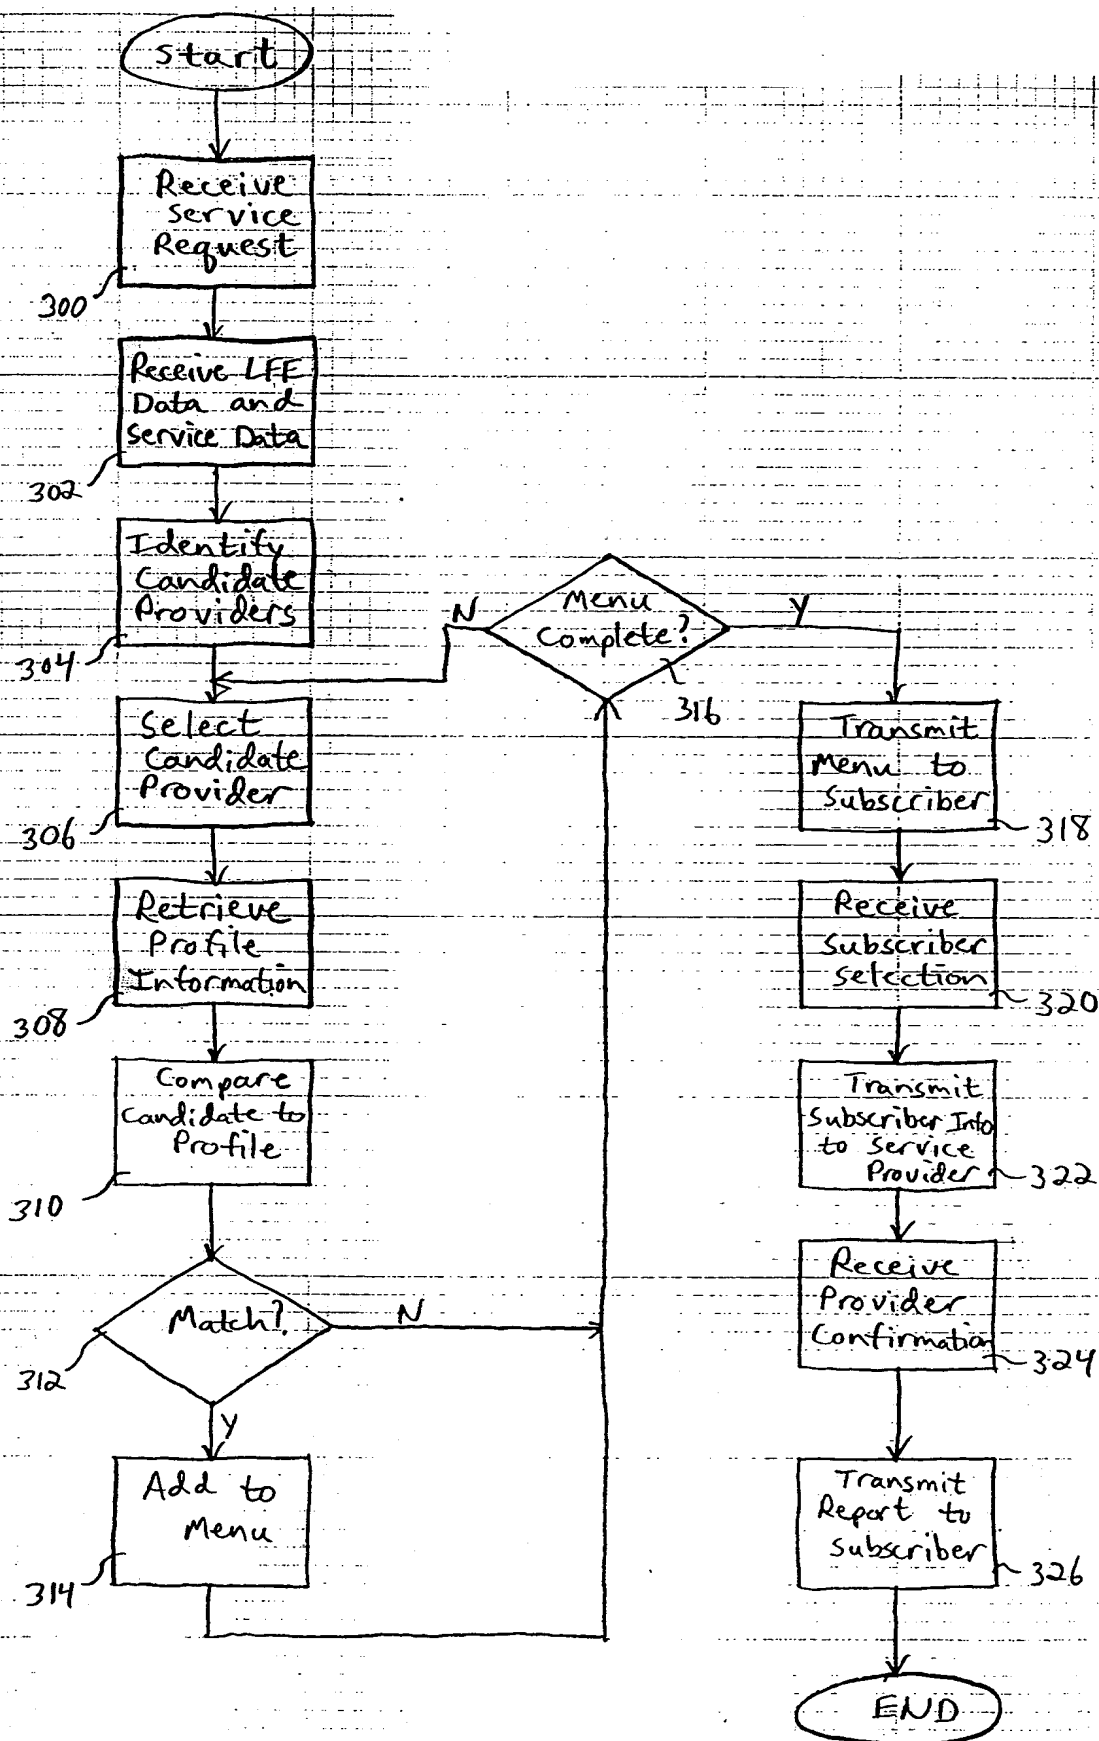 Start
Receive
Service
Request
300
Receive LFE
Data and
Service Data
302
Identify
Candidate
Providers
304
Select
Candidate
Provider
306
Retrieve
Profile
Information
308
Compare
Candidate to
Profile
310
Match?
N
312
Y
Add to
Menu
314
Menu
Complete?
N
Y
316
Transmit
Menu to
Subscriber
318
Receive
Subscriber
Selection
320
Transmit
Subscriber Info
to Service
Provider
322
Receive
Provider
Confirmation
324
Transmit
Report to
Subscriber
326
END